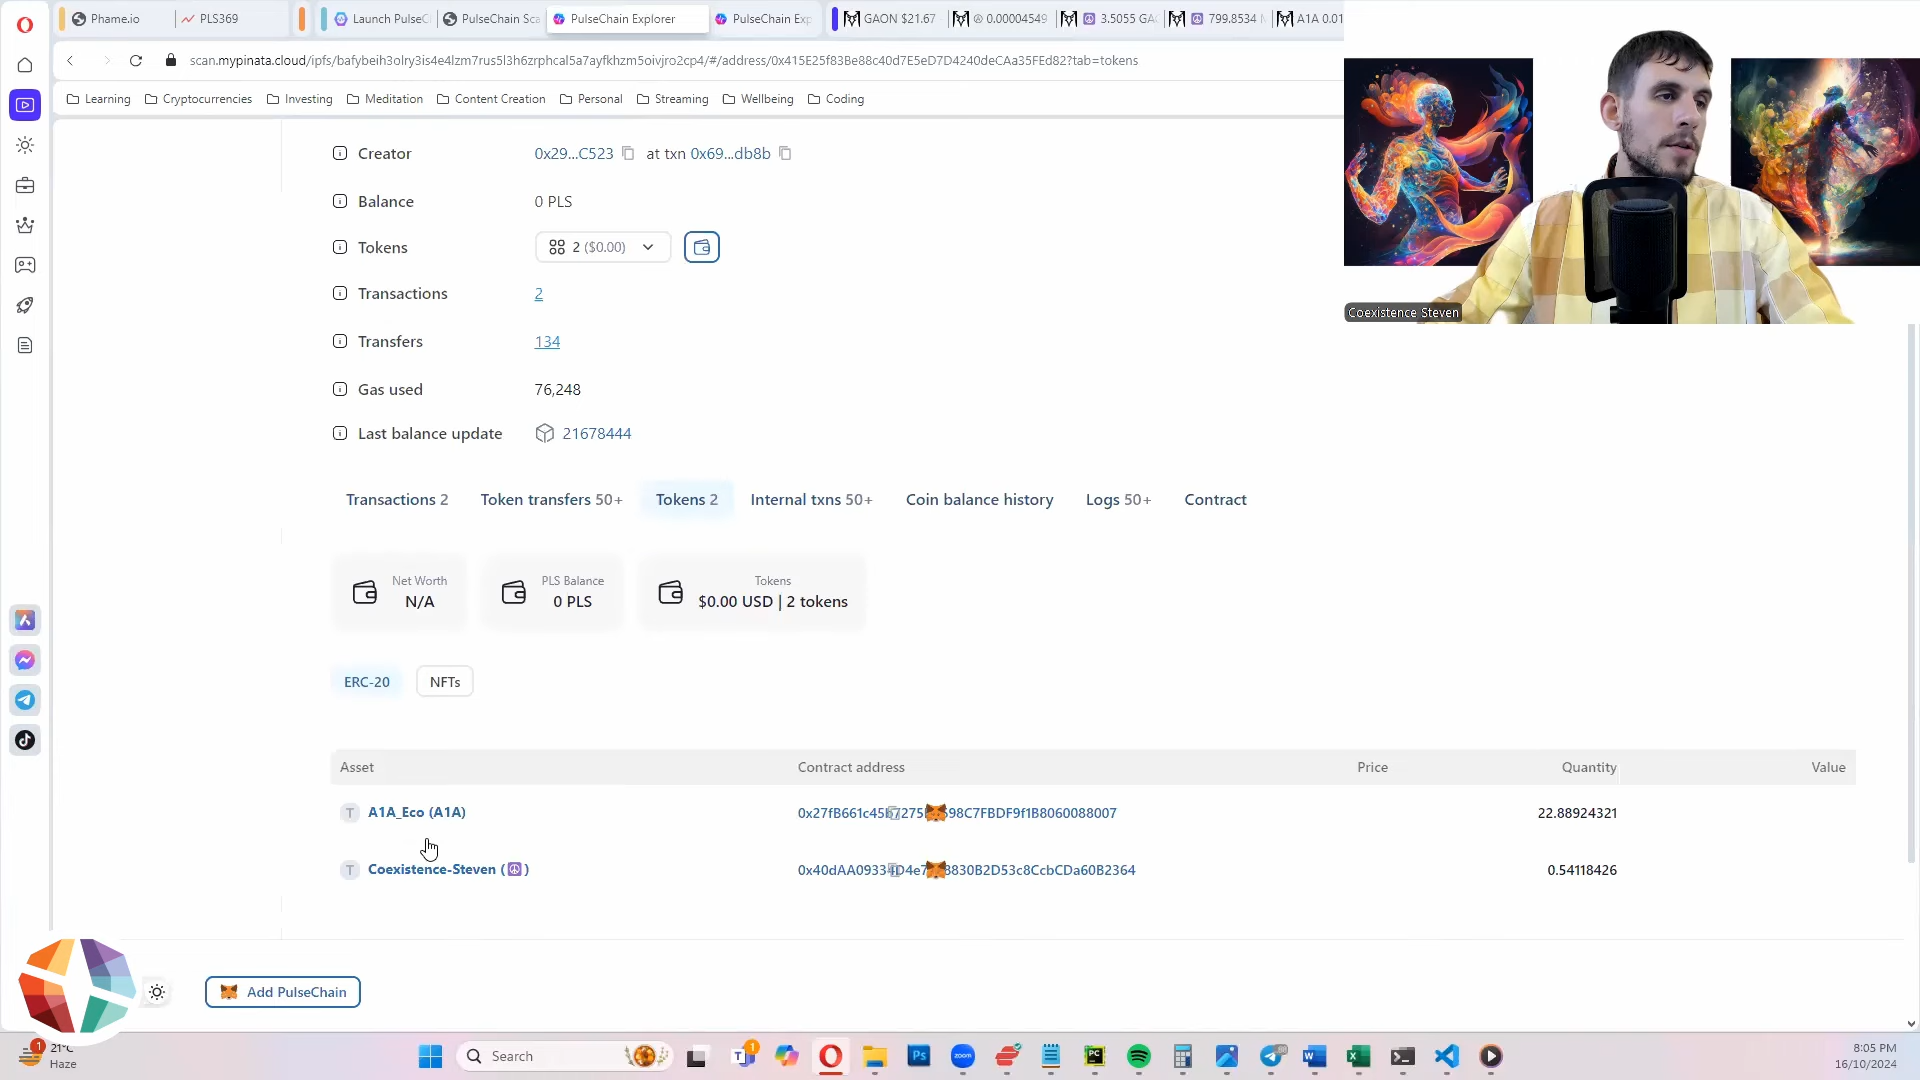 Phame.io
PLS369
Launch PulseC
PulseChain Sca
PulseChain Explorer
PulseChain Exp
GAON $21.67
0.00004549
3.5055 GA
799.8534
A1A 0.01
scan.mypinata.cloud/ipfs/bafybeih3olry3is4e4lzm7rus5l3h6zrphcal5a7ayfkhzm5oivjro2cp4/#/address/0x415E25f83Be88c40d7E5eD7D4240deCAa35FEd82?tab=tokens
Learning Cryptocurrencies Investing Meditation Content Creation Personal Streaming Wellbeing Coding
Creator 0x29...C523 at txn 0x69...db8b
Balance 0 PLS
Tokens 2 ($0.00)
Transactions 2
Coexistence Steven
Transfers 134
Gas used 76,248
Last balance update 21678444
Transactions 2 Token transfers 50+ Tokens 2 Internal txns 50+ Coin balance history Logs 50+ Contract
Net Worth
N/A
PLS Balance
0 PLS
Tokens
$0.00 USD | 2 tokens
ERC-20 NFTs
Asset Contract address Price Quantity Value
A1A_Eco (A1A) 22.88924321
Coexistence-Steven (☮) 0.54118426
Add PulseChain
1
21°C
Haze
Search
1
8:05 PM
16/10/2024